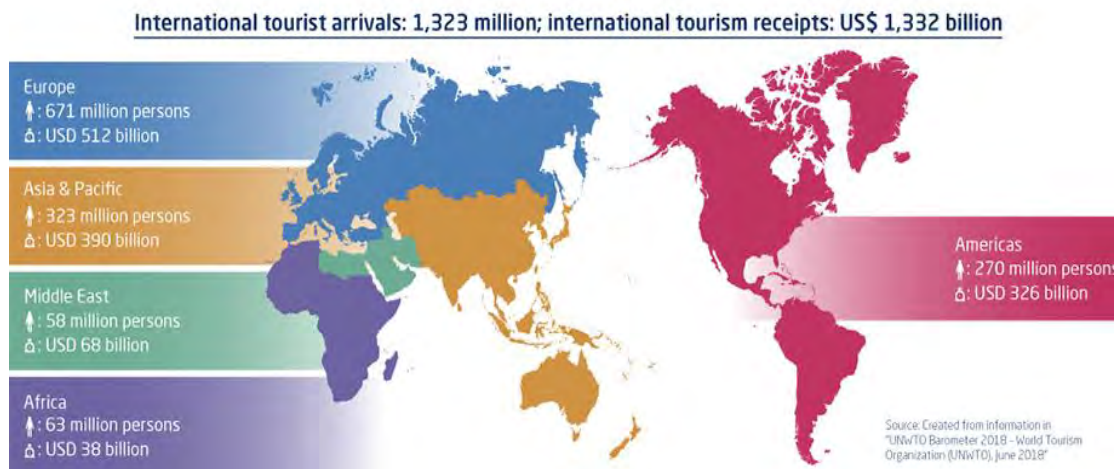 International tourist arrivals: 1,323 million; international tourism receipts: US$ 1,332 billion
Europe
: 671 million persons
: USD 512 billion
Asia & Pacific
: 323 million persons
: USD 390 billion
Middle East
: 58 million persons
: USD 68 billion
Africa
: 63 million persons
: USD 38 billion
Americas
: 270 million persons
: USD 326 billion
Source: Created from information in
"UNWTO Barometer 2018 - World Tourism
Organization (UNWTO), June 2018"